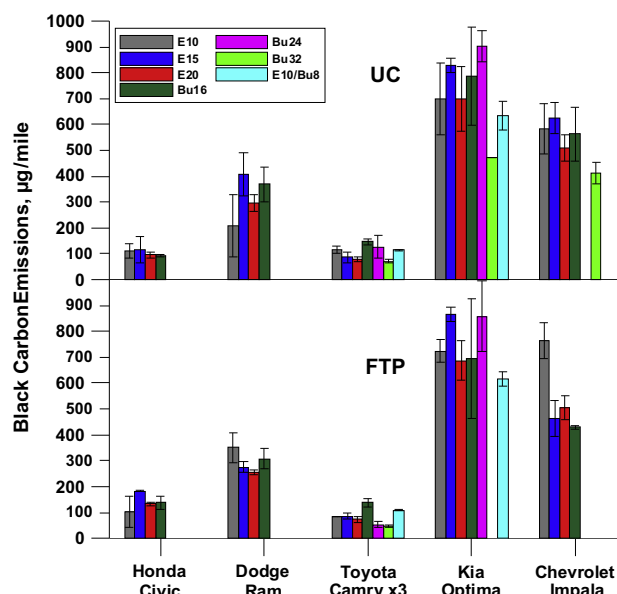 Black Carbon Emissions, µg/mile
1000
900
800
700
600
500
400
300
200
100
0
E10
E15
E20
Bu16
Bu24
Bu32
E10/Bu8
UC
900
800
700
600
500
400
300
200
100
0
FTP
Honda
Civic
Dodge
Ram
Toyota
Camry x3
Kia
Optima
Chevrolet
Impala